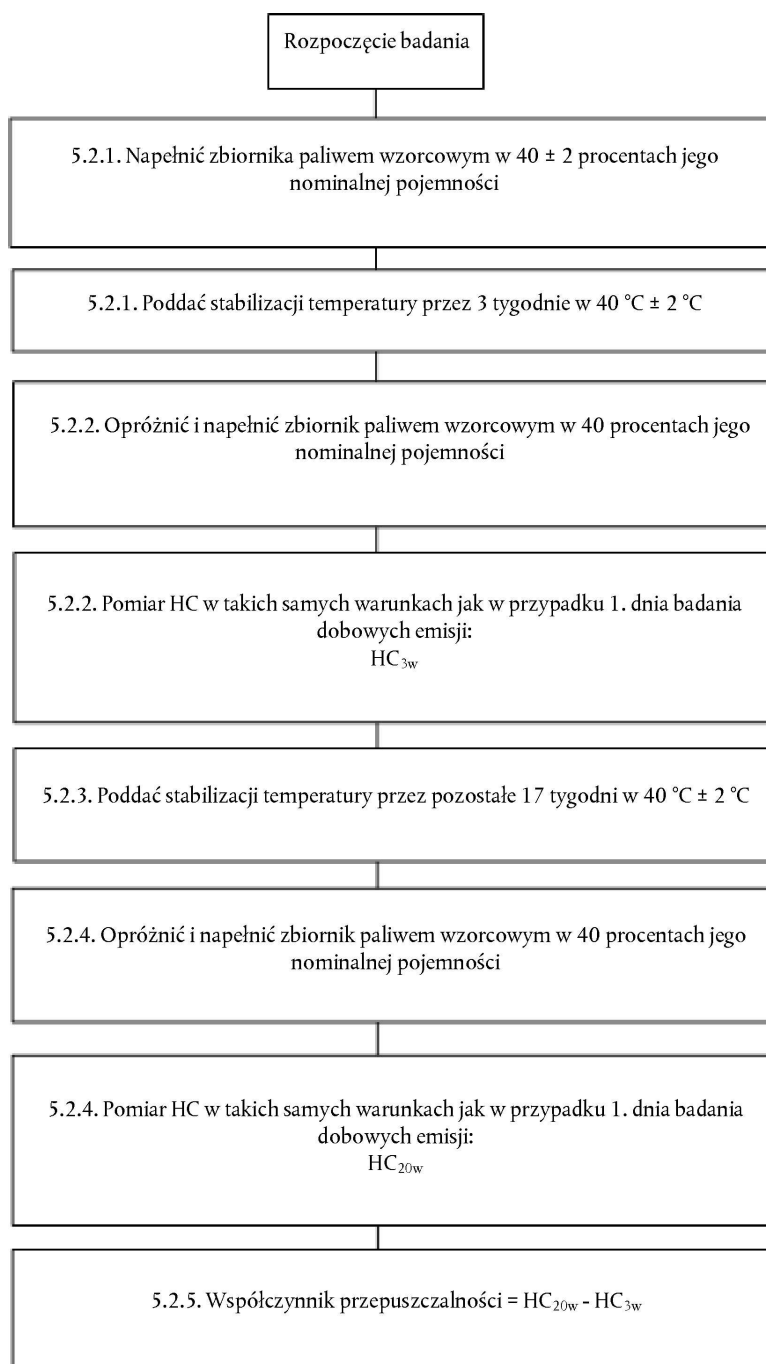 Rozpoczęcie badania
5.2.1. Napełnić zbiornika paliwem wzorcowym w 40 ± 2 procentach jego
nominalnej pojemności
5.2.1. Poddać stabilizacji temperatury przez 3 tygodnie w 40 °C ± 2 °C
5.2.2. Opróżnić i napełnić zbiornik paliwem wzorcowym w 40 procentach jego
nominalnej pojemności
5.2.2. Pomiar HC w takich samych warunkach jak w przypadku 1. dnia badania
dobowych emisji:
HC3w
5.2.3. Poddać stabilizacji temperatury przez pozostałe 17 tygodni w 40 °C ± 2 °C
5.2.4. Opróżnić i napełnić zbiornik paliwem wzorcowym w 40 procentach jego
nominalnej pojemności
5.2.4. Pomiar HC w takich samych warunkach jak w przypadku 1. dnia badania
dobowych emisji:
HC20w
5.2.5. Współczynnik przepuszczalności = HC20w - HC3w